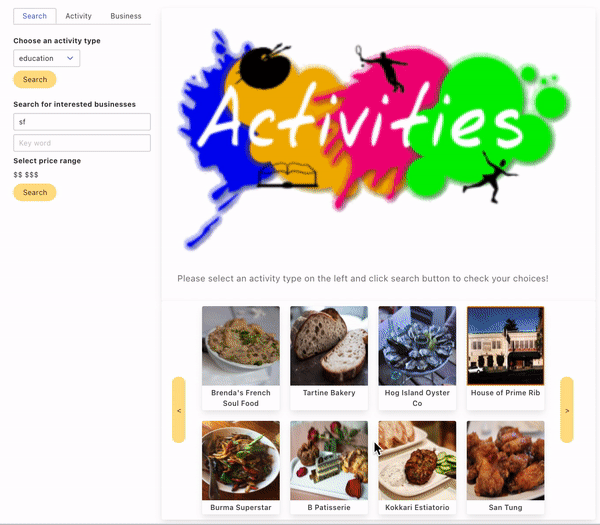 Search Activity Business
Choose an activity type
education
Search
Search for interested businesses
sf
Key word
Select price range
$$ $$$
Search
Activities
Please select an activity type on the left and click search button to check your choices!
<
>
Brenda's French
Soul Food
Tartine Bakery
Hog Island Oyster
Co
House of Prime Rib
Burma Superstar
B Patisserie
Kokkari Estiatorio
San Tung